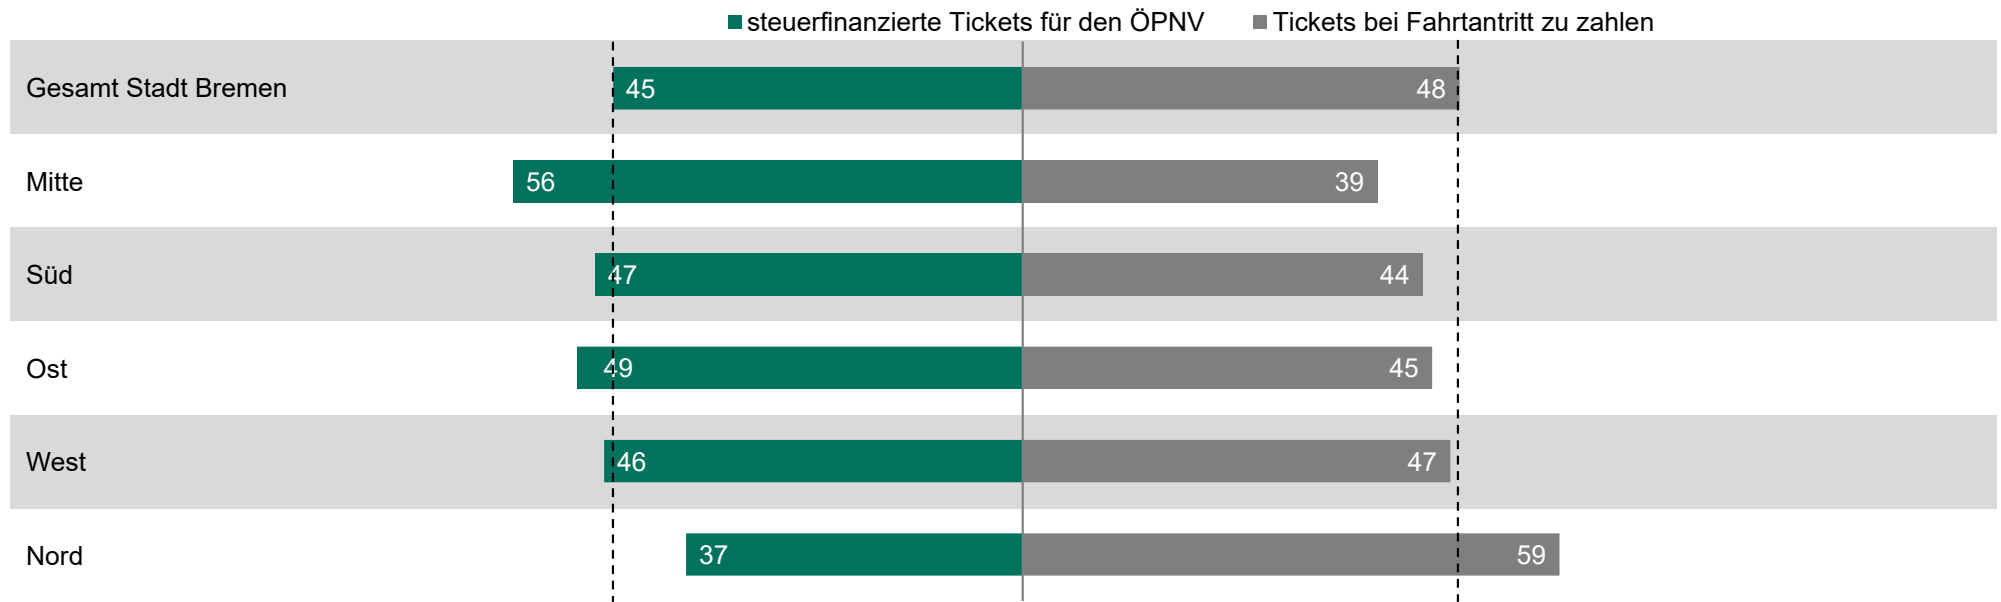 steuerfinanzierte Tickets für den ÖPNV Tickets bei Fahrtantritt zu zahlen
Gesamt Stadt Bremen 45 48
Mitte 56 39
Süd 47 44
Ost 49 45
West 46 47
Nord 37 59